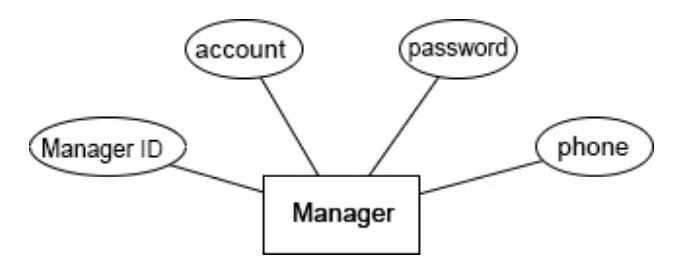 account
password
Manager ID
phone
Manager